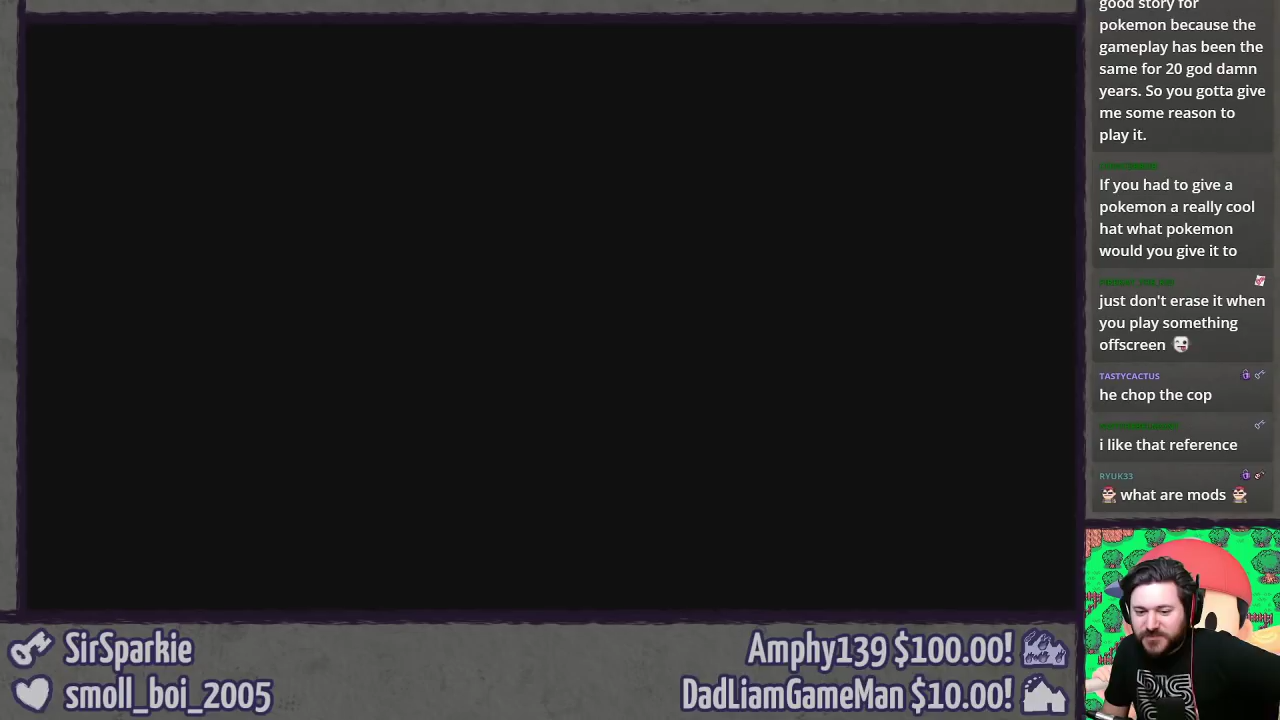 good story for
pokemon because the
gameplay has been the
same for 20 god damn
years. So you gotta give
me some reason to
play it.
If you had to give a
pokemon a really cool
hat what pokemon
would you give it to
just don't erase it when
you play something
offscreen
TASTYCACTUS
he chop the cop
i like that reference
RYUK33
what are mods
SirSparkie
Amphy139 $100.00!
smoll_boi_2005
DadLiamGameMan $10.00!